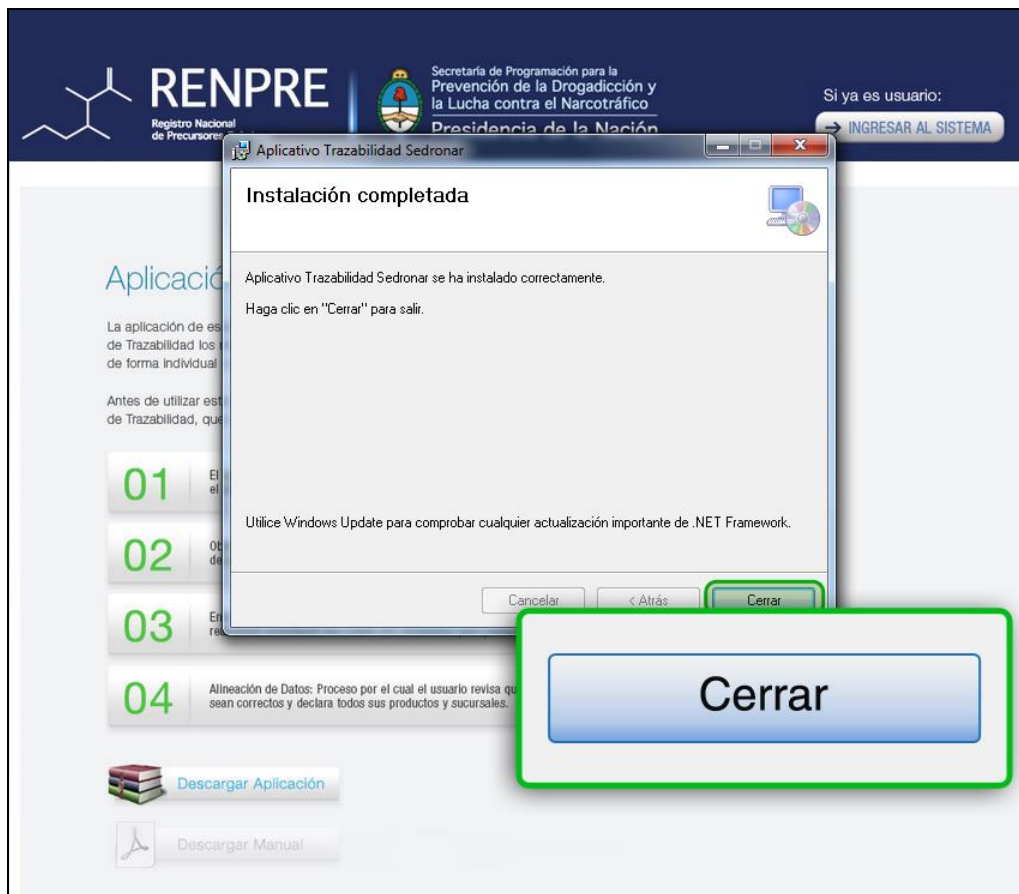 RENPRE
Registro Nacional
de Precursores
Secretaría de Programación para la
Prevención de la Drogadicción y
la Lucha contra el Narcotráfico
Presidencia de la Nación
Si ya es usuario:
→ INGRESAR AL SISTEMA
Aplicativo Trazabilidad Sedronar
Instalación completada
Aplicativo Trazabilidad Sedronar se ha instalado correctamente.
Haga clic en "Cerrar" para salir.
Utilice Windows Update para comprobar cualquier actualización importante de .NET Framework.
Cancelar
< Atrás
Cerrar
Cerrar
La aplicación de
de Trazabilidad los
de forma individual
Antes de utilizar
de Trazabilidad, que
01
El
el
02
de
03
04
Alineación de Datos: Proceso por el cual el usuario revisa
sean correctos y declara todos sus productos y sucursales.
Descargar Aplicación
Descargar Manual